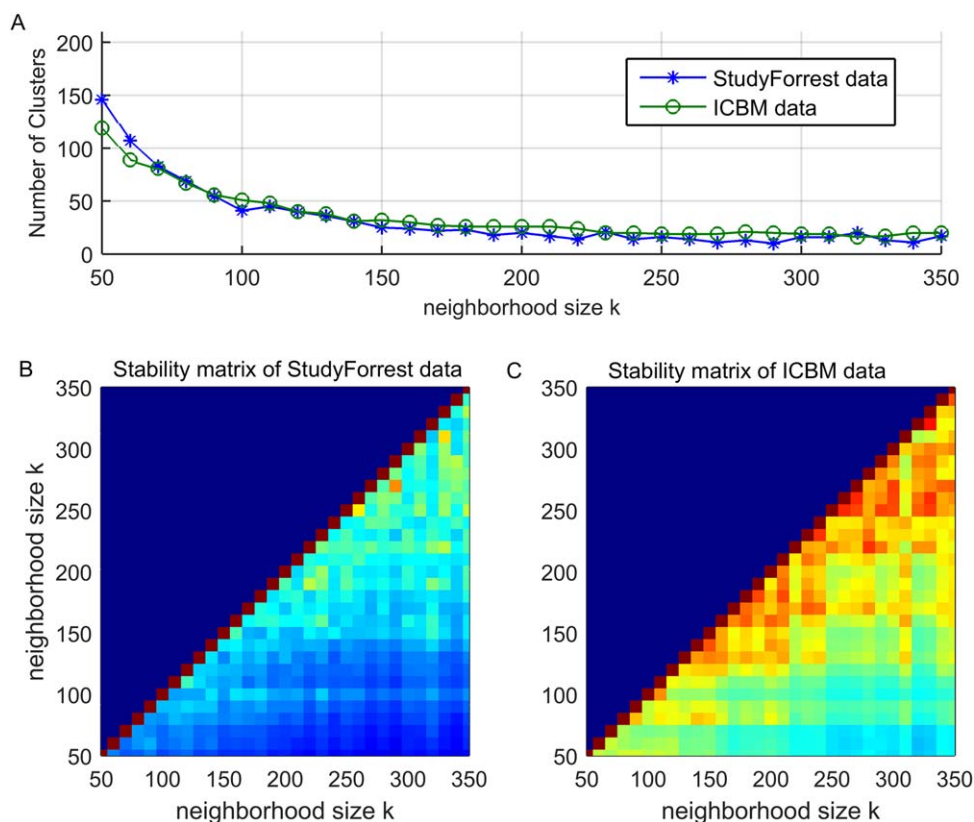 A
200
150
100
50
0
Number of Clusters
StudyForrest data
ICBM data
50 100 150 200 250 300 350
neighborhood size k
B Stability matrix of StudyForrest data
350
300
250
200
150
100
50
neighborhood size k
50 100 150 200 250 300 350
neighborhood size k
C Stability matrix of ICBM data
350
300
250
200
150
100
50
50 100 150 200 250 300 350
neighborhood size k